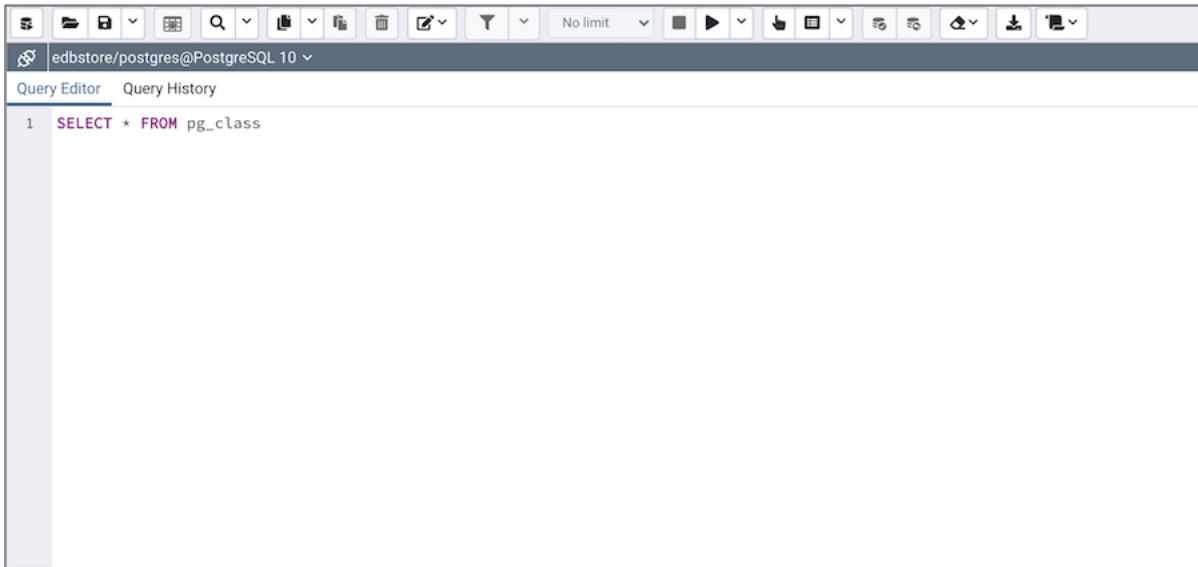 No limit
edbstore/postgres@PostgreSQL 10
Query Editor Query History
1 SELECT * FROM pg_class